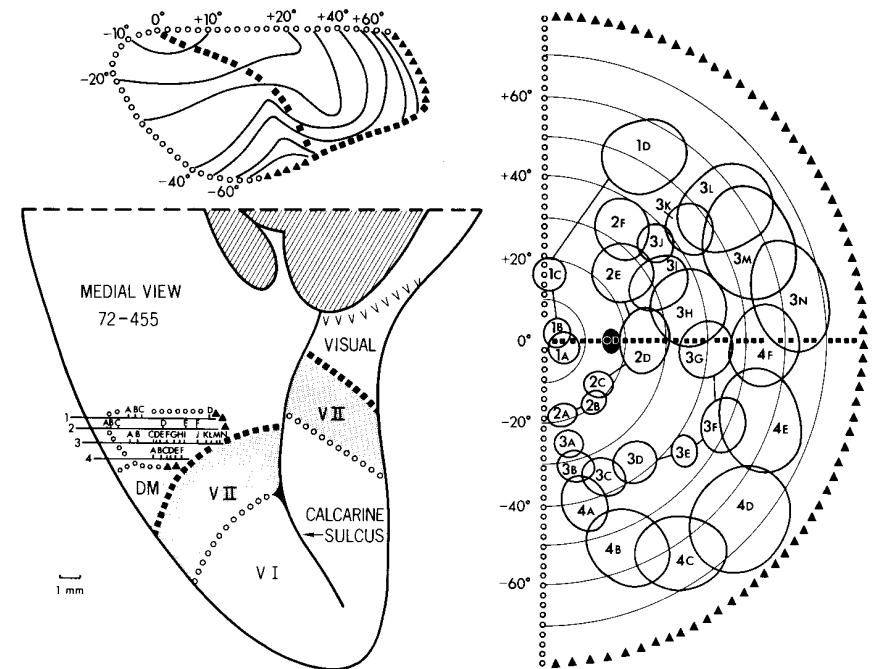 0° +10° +20° +40° +60°
-10°
-20°
-40°
-60°
MEDIAL VIEW
72-455
VISUAL
V II
V II
DM
V I
CALCARINE
SULCUS
1 mm
ABC D
1
ABC D E F
2
AB CDEFGHI J KLMN
3
ABCDEF
4
+60°
+40°
+20°
0°
-20°
-40°
-60°
1D
3L
3K
2F
3J
3M
3I
2E
1C
3N
3H
1B
OD
1A
2D
3G
4F
2C
2B
2A
3F
4E
3A
3E
3B
3C
3D
4A
4D
4B
4C